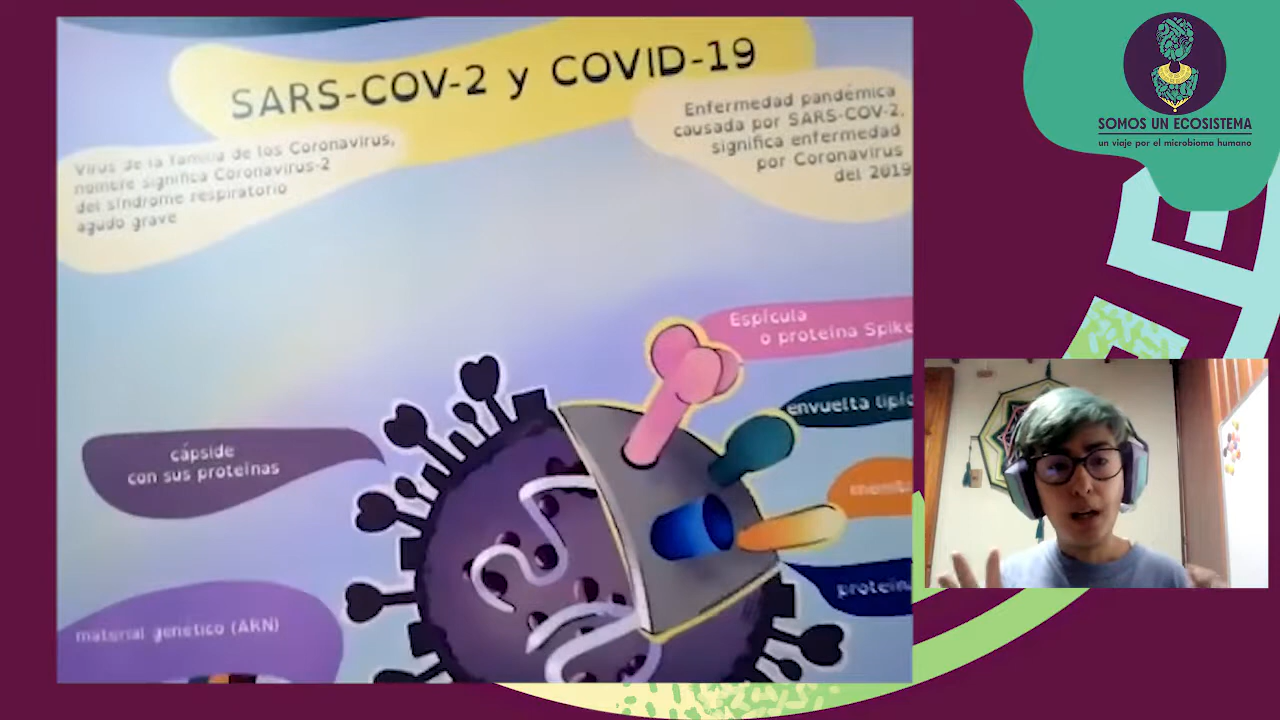 SARS-COV-2 y COVID-19
Virus de la familia de los Coronavirus,
nombre significa Coronavirus-2
del síndrome respiratorio
agudo grave
Enfermedad pandémica
causada por SARS-COV-2,
significa enfermedad
por Coronavirus
del 2019
Espícula
o proteína Spike
envuelta
cápside
con sus proteínas
material genético (ARN)
SOMOS UN ECOSISTEMA
un viaje por el microbioma humano